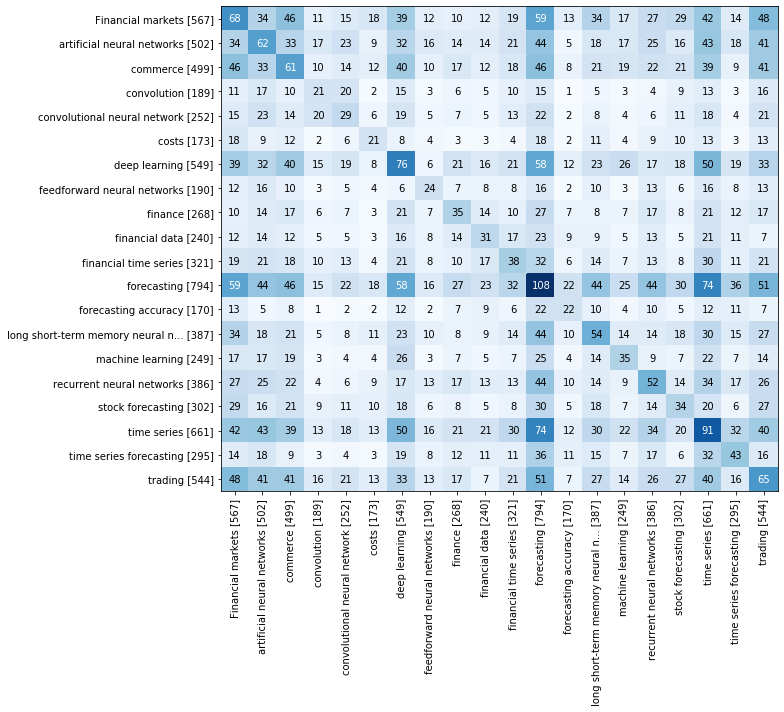 Financial markets [567] 68 34 46 11 15 18 39 12 10 12 19 59 13 34 17 27 29 42 14 48
artificial neural networks [502] 34 62 33 17 23 9 32 16 14 14 21 44 5 18 17 25 16 43 18 41
commerce [499] 46 33 61 10 14 12 40 10 17 12 18 46 8 21 19 22 21 39 9 41
convolution [189] 11 17 10 21 20 2 15 3 6 5 10 15 1 5 3 4 9 13 3 16
convolutional neural network [252] 15 23 14 20 29 6 19 5 7 5 13 22 2 8 4 6 11 18 4 21
costs [173] 18 9 12 2 6 21 8 4 3 3 4 18 2 11 4 9 10 13 3 13
deep learning [549] 39 32 40 15 19 8 76 6 21 16 21 58 12 23 26 17 18 50 19 33
feedforward neural networks [190] 12 16 10 3 5 4 6 24 7 8 8 16 2 10 3 13 6 16 8 13
finance [268] 10 14 17 6 7 3 21 7 35 14 10 27 7 8 7 17 8 21 12 17
financial data [240] 12 14 12 5 5 3 16 8 14 31 17 23 9 9 5 13 5 21 11 7
financial time series [321] 19 21 18 10 13 4 21 8 10 17 38 32 6 14 7 13 8 30 11 21
forecasting [794] 59 44 46 15 22 18 58 16 27 23 32 108 22 44 25 44 30 74 36 51
forecasting accuracy [170] 13 5 8 1 2 2 12 2 7 9 6 22 22 10 4 10 5 12 11 7
long short-term memory neural n... [387] 34 18 21 5 8 11 23 10 8 9 14 44 10 54 14 14 18 30 15 27
machine learning [249] 17 17 19 3 4 4 26 3 7 5 7 25 4 14 35 9 7 22 7 14
recurrent neural networks [386] 27 25 22 4 6 9 17 13 17 13 13 44 10 14 9 52 14 34 17 26
stock forecasting [302] 29 16 21 9 11 10 18 6 8 5 8 30 5 18 7 14 34 20 6 27
time series [661] 42 43 39 13 18 13 50 16 21 21 30 74 12 30 22 34 20 91 32 40
time series forecasting [295] 14 18 9 3 4 3 19 8 12 11 11 36 11 15 7 17 6 32 43 16
trading [544] 48 41 41 16 21 13 33 13 17 7 21 51 7 27 14 26 27 40 16 65
Financial markets [567]
artificial neural networks [502]
commerce [499]
convolution [189]
convolutional neural network [252]
costs [173]
deep learning [549]
feedforward neural networks [190]
finance [268]
financial data [240]
financial time series [321]
forecasting [794]
forecasting accuracy [170]
long short-term memory neural n... [387]
machine learning [249]
recurrent neural networks [386]
stock forecasting [302]
time series [661]
time series forecasting [295]
trading [544]